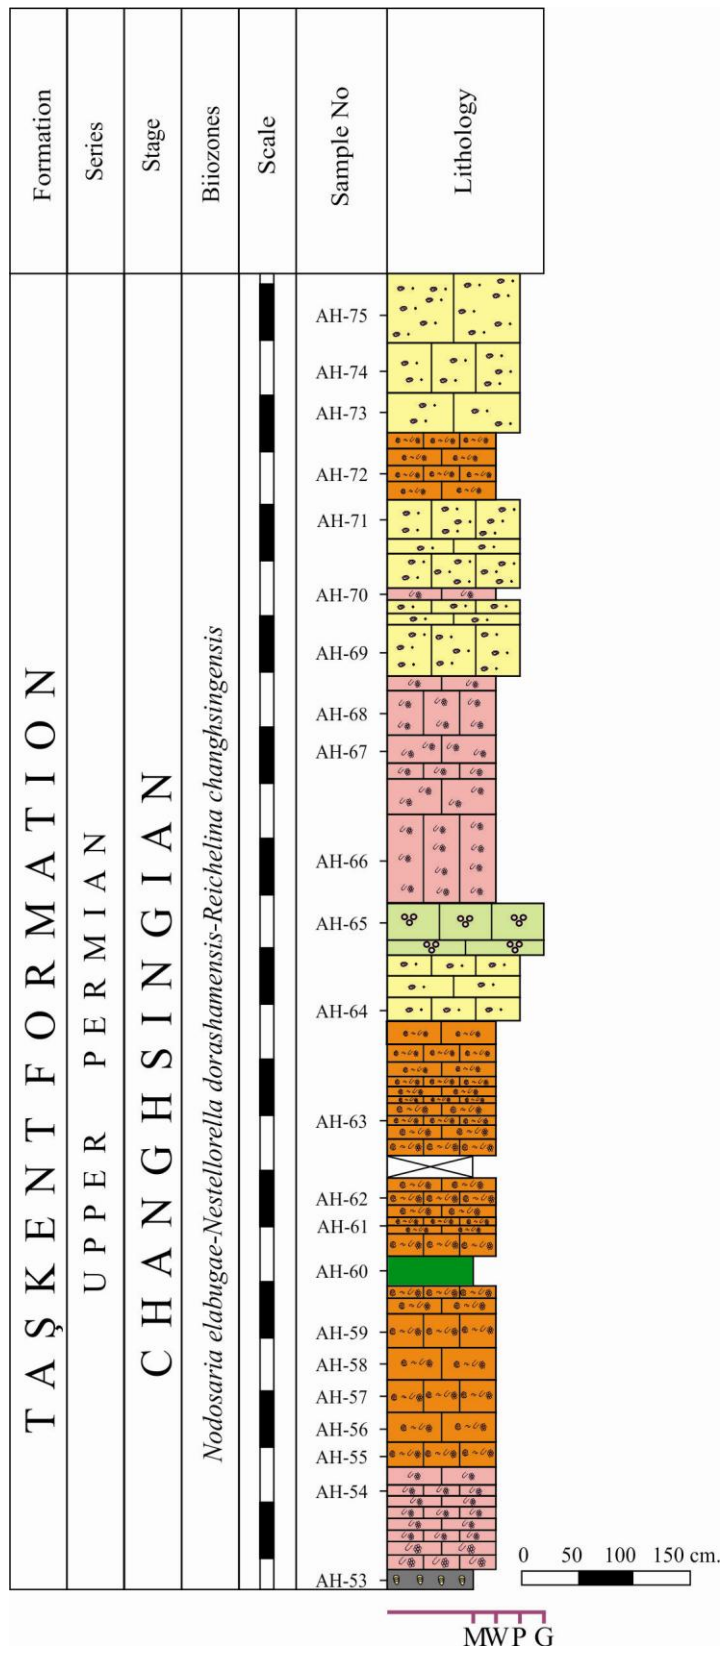 Formation
Series
Stage
Biiozones
Scale
Sample No
Lithology
TAŞKENT FORMATION
UPPER PERMIAN
CHANGHSINGIAN
Nodosaria elabugae-Nestellorella dorashamensis-Reichelina changhsingensis
AH-75
AH-74
AH-73
AH-72
AH-71
AH-70
AH-69
AH-68
AH-67
AH-66
AH-65
AH-64
AH-63
AH-62
AH-61
AH-60
AH-59
AH-58
AH-57
AH-56
AH-55
AH-54
AH-53
0 50 100 150 cm.
M W P G